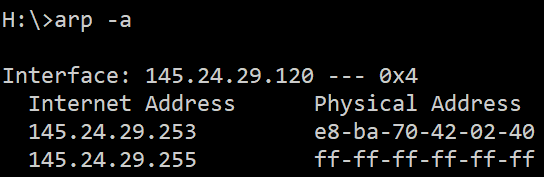 H:\>arp -a
Interface: 145.24.29.120 --- 0x4
Internet Address Physical Address
145.24.29.253 e8-ba-70-42-02-40
145.24.29.255 ff-ff-ff-ff-ff-ff